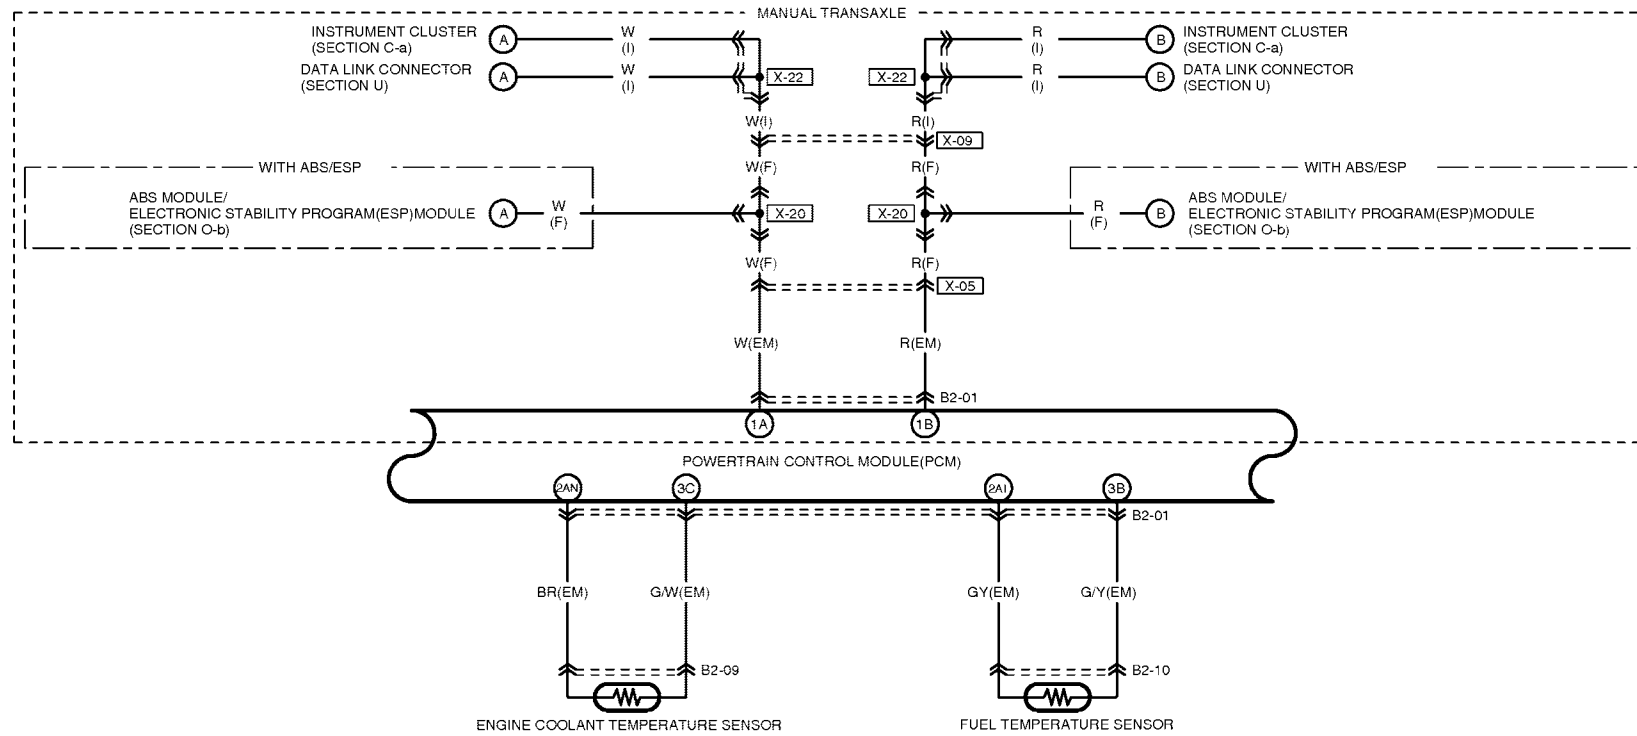 MANUAL TRANSAXLE
INSTRUMENT CLUSTER
(SECTION C-a)
A
W
(I)
R
(I)
B
INSTRUMENT CLUSTER
(SECTION C-a)
DATA LINK CONNECTOR
(SECTION U)
A
W
(I)
X-22
X-22
R
(I)
B
DATA LINK CONNECTOR
(SECTION U)
W(I)
R(I)
X-09
WITH ABS/ESP
W(F)
R(F)
WITH ABS/ESP
ABS MODULE/
ELECTRONIC STABILITY PROGRAM(ESP)MODULE
(SECTION O-b)
A
W
(F)
X-20
X-20
R
(F)
B
ABS MODULE/
ELECTRONIC STABILITY PROGRAM(ESP)MODULE
(SECTION O-b)
W(F)
R(F)
X-05
W(EM)
R(EM)
B2-01
1A
1B
POWERTRAIN CONTROL MODULE(PCM)
2AN
3C
2AI
3B
B2-01
BR(EM)
G/W(EM)
GY(EM)
G/Y(EM)
B2-09
B2-10
ENGINE COOLANT TEMPERATURE SENSOR
FUEL TEMPERATURE SENSOR